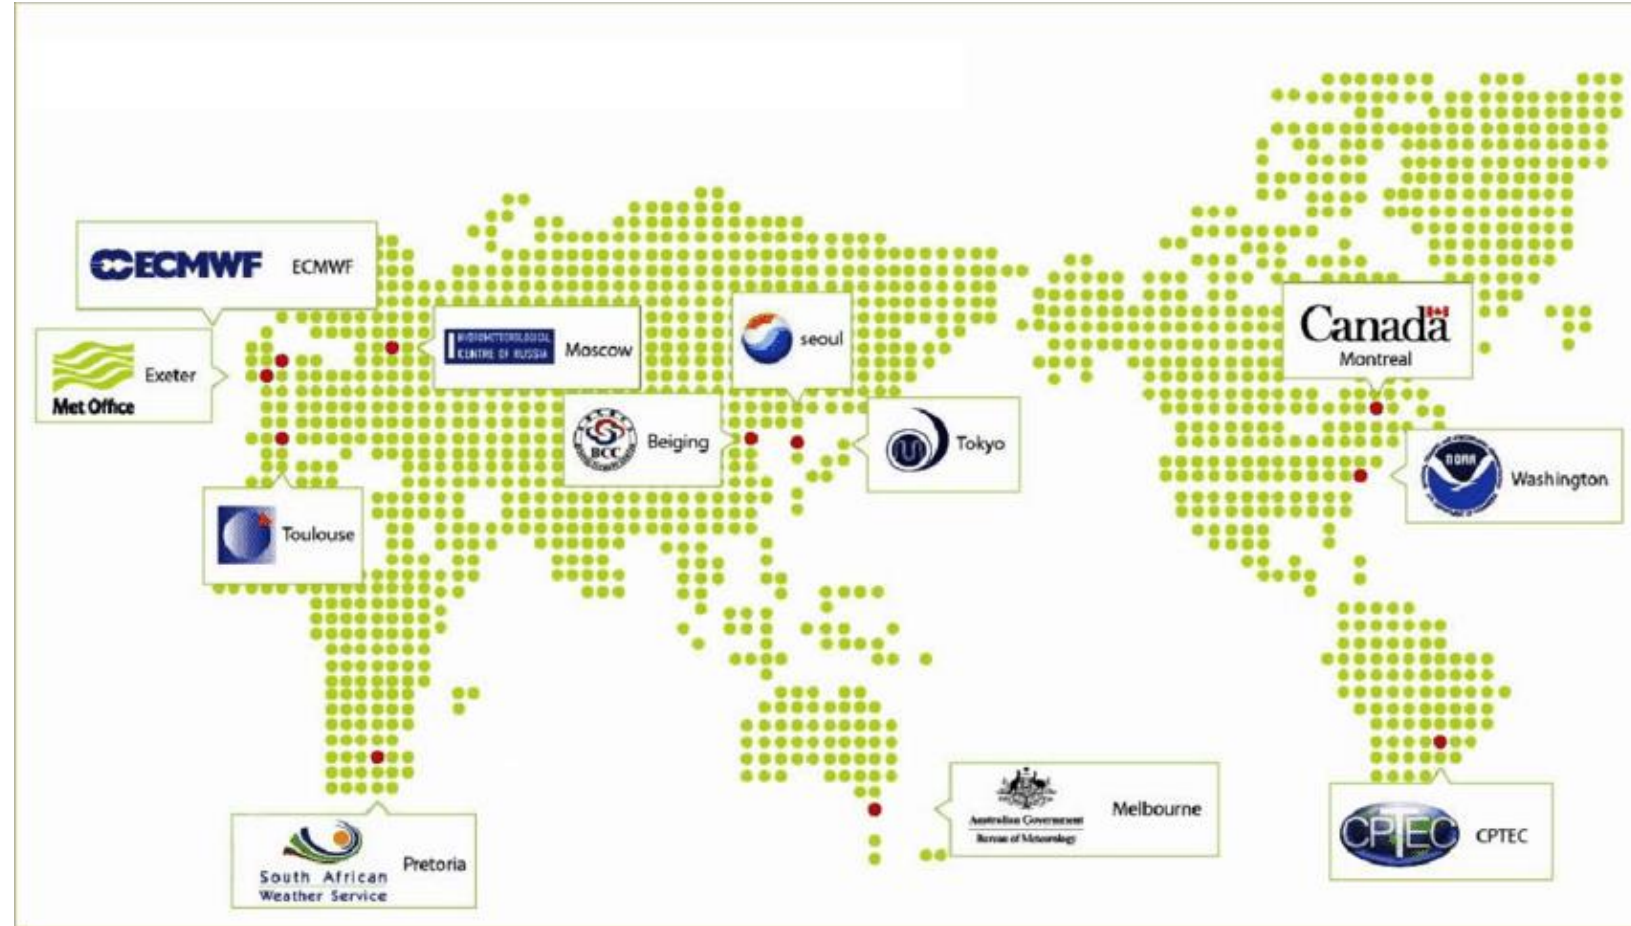 ECMWF ECMWF
Met Office Exeter
HYDROMETEOROLOGICAL
CENTRE OF RUSSIA
Moscow
seoul
Canada
Montreal
BCC Beiging
Tokyo
NOAA Washington
Toulouse
South African
Weather Service
Pretoria
Australian Government
Bureau of Meteorology
Melbourne
CPTEC CPTEC